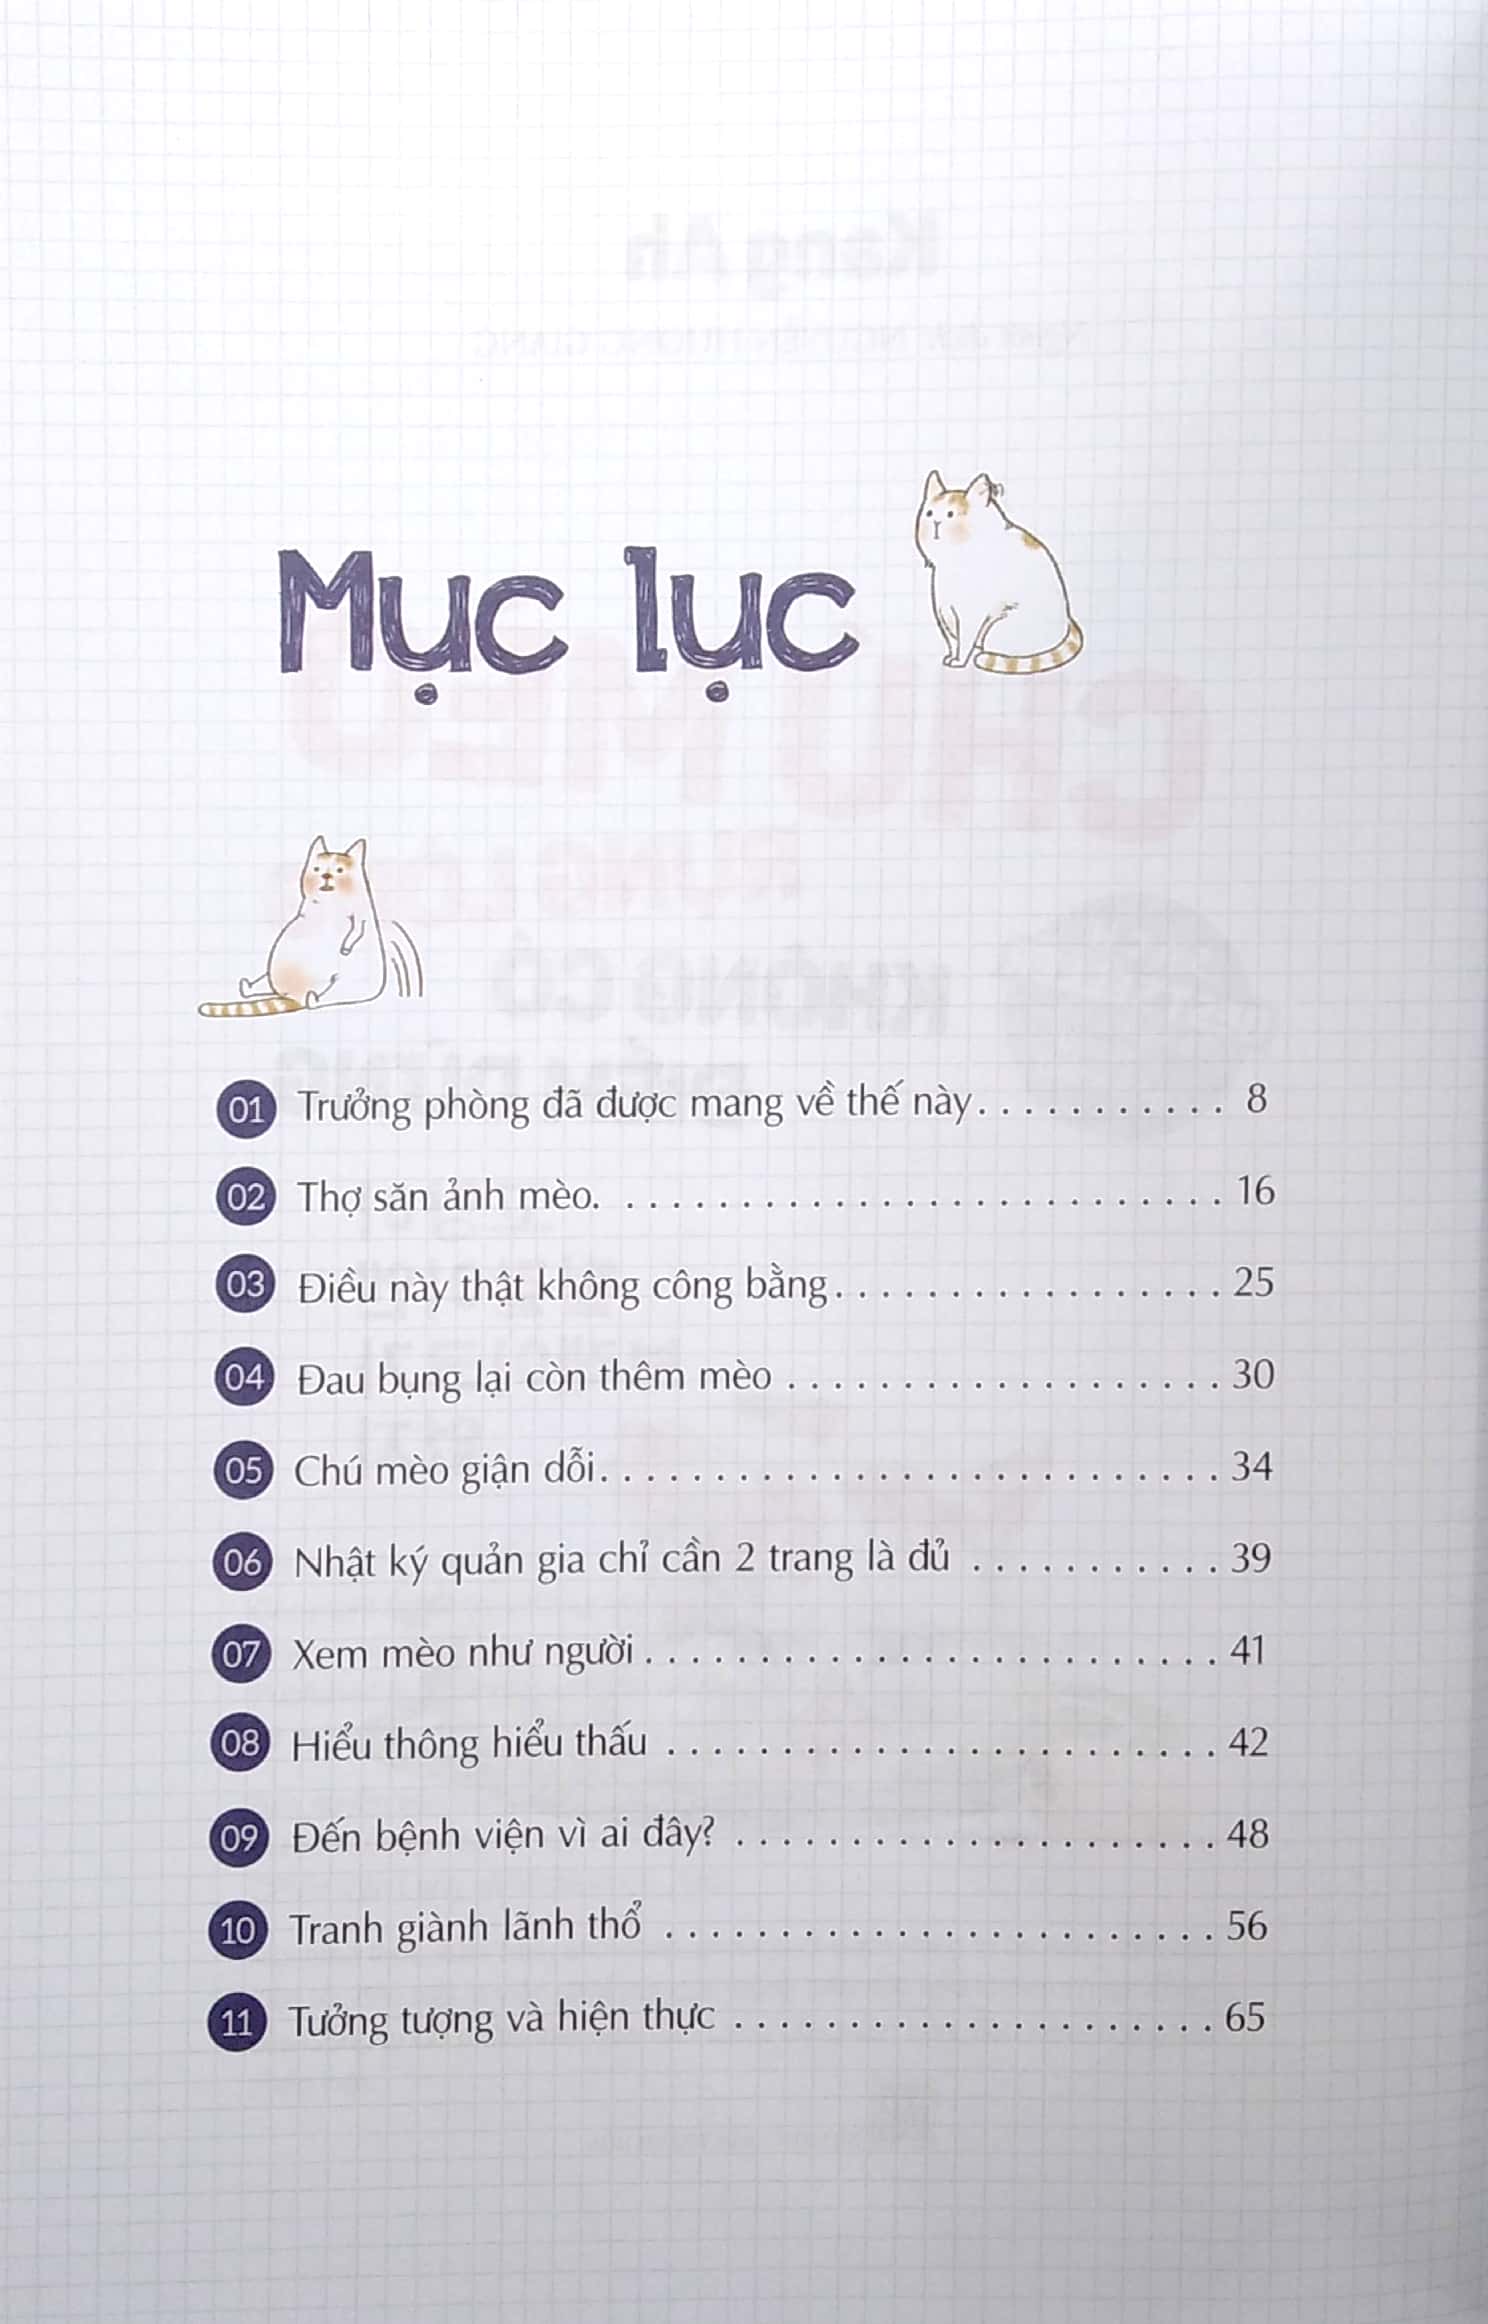 Mục lục
01 Trưởng phòng đã được mang về thế này. . . . . . . . . . . 8
02 Thợ săn ảnh mèo. . . . . . . . . . . . . . . . . . . . . . . . . . . 16
03 Điều này thật không công bằng. . . . . . . . . . . . . . . . . 25
04 Đau bụng lại còn thêm mèo . . . . . . . . . . . . . . . . . . . 30
05 Chú mèo giận dỗi. . . . . . . . . . . . . . . . . . . . . . . . . . . 34
06 Nhật ký quản gia chỉ cần 2 trang là đủ . . . . . . . . . . . 39
07 Xem mèo như người . . . . . . . . . . . . . . . . . . . . . . . . . 41
08 Hiểu thông hiểu thấu . . . . . . . . . . . . . . . . . . . . . . . . 42
09 Đến bệnh viện vì ai đây? . . . . . . . . . . . . . . . . . . . . . 48
10 Tranh giành lãnh thổ . . . . . . . . . . . . . . . . . . . . . . . . 56
11 Tưởng tượng và hiện thực . . . . . . . . . . . . . . . . . . . . . 65